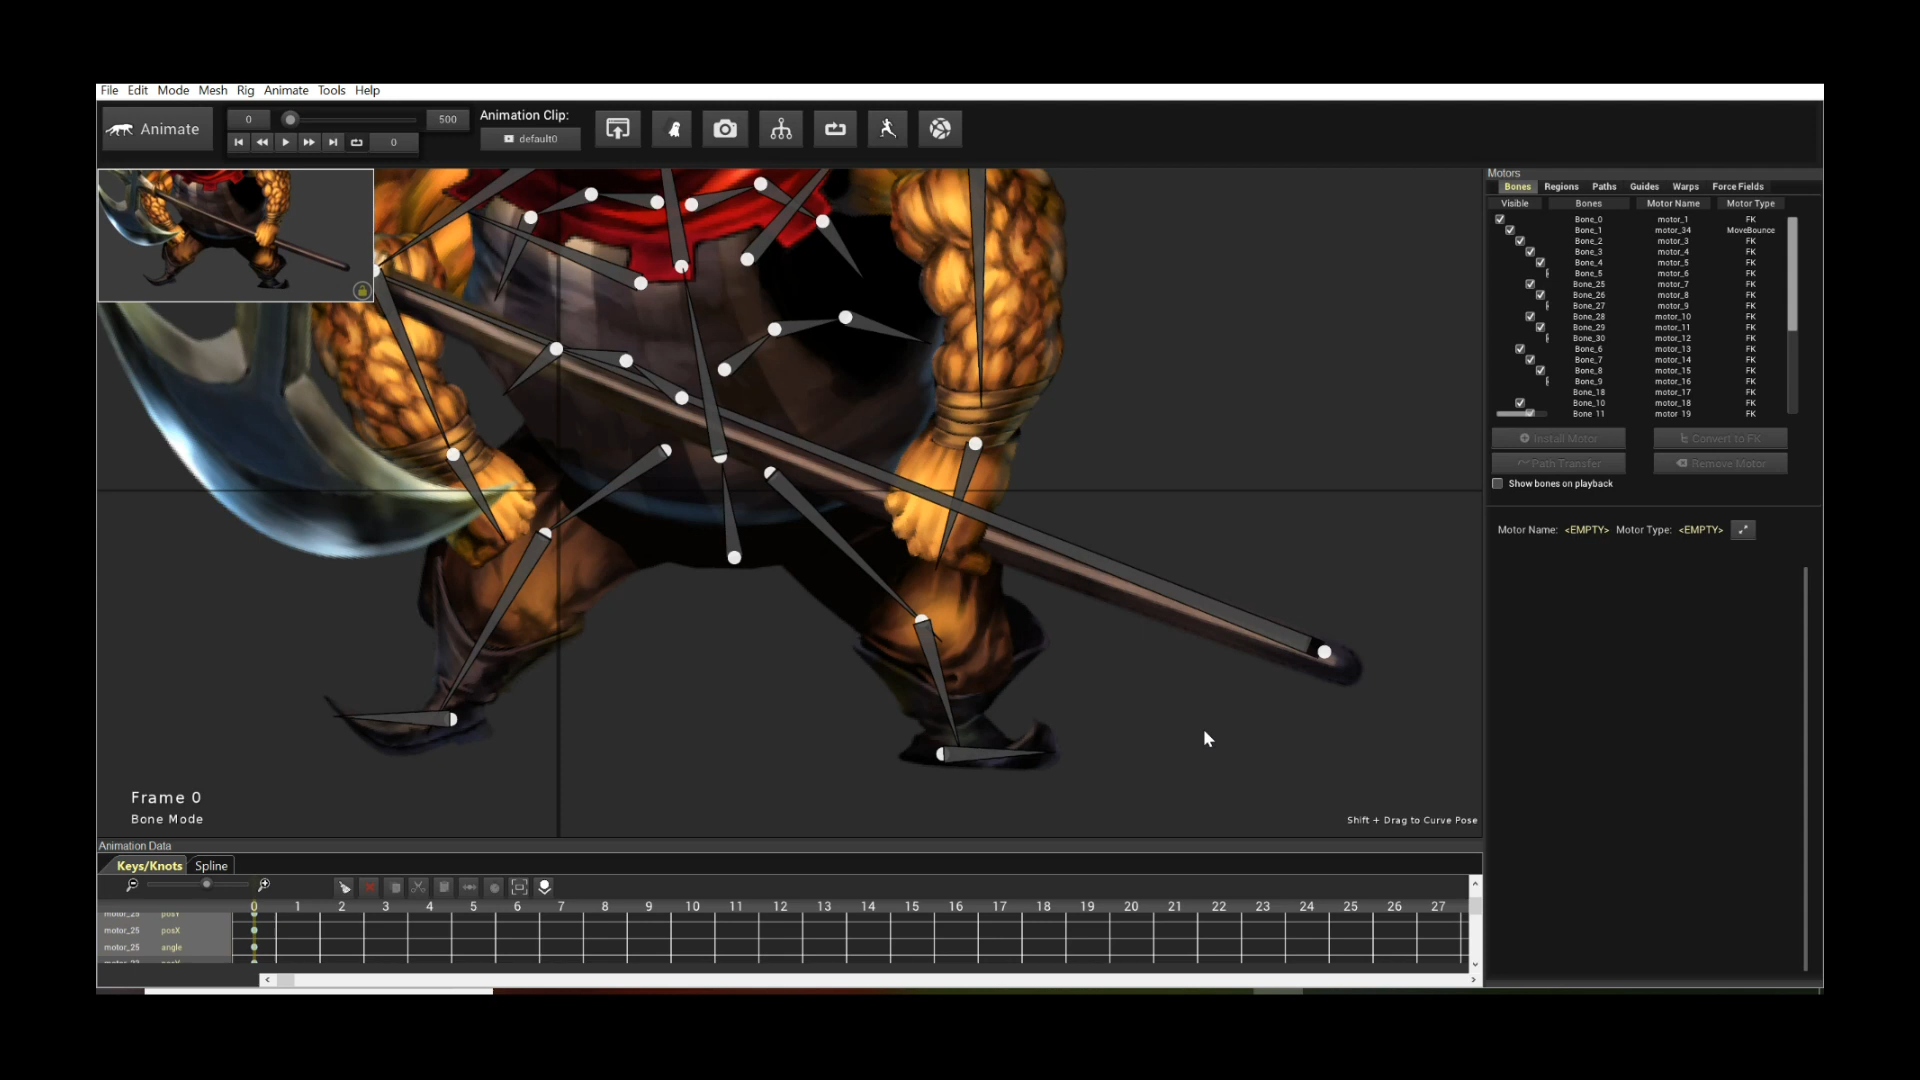 File Edit Mode Mesh Rig Animate Tools Help
Animate
0 500
0
Animation Clip:
default0
Motors
Bones Regions Paths Guides Warps Force Fields
Visible Bones Motor Name Motor Type
Bone_0 motor_1 FK
Bone_1 motor_34 MoveBounce
Bone_2 motor_3 FK
Bone_3 motor_4 FK
Bone_4 motor_5 FK
Bone_5 motor_6 FK
Bone_25 motor_7 FK
Bone_26 motor_8 FK
Bone_27 motor_9 FK
Bone_28 motor_10 FK
Bone_29 motor_11 FK
Bone_30 motor_12 FK
Bone_6 motor_13 FK
Bone_7 motor_14 FK
Bone_8 motor_15 FK
Bone_9 motor_16 FK
Bone_18 motor_17 FK
Bone_10 motor_18 FK
Bone_11 motor_19 FK
Install Motor Convert to FK
Path Transfer Remove Motor
Show bones on playback
Motor Name: <EMPTY> Motor Type: <EMPTY>
Frame 0
Bone Mode
Shift + Drag to Curve Pose
Animation Data
Keys/Knots Spline
0 1 2 3 4 5 6 7 8 9 10 11 12 13 14 15 16 17 18 19 20 21 22 23 24 25 26 27
motor_25 posY
motor_25 posX
motor_25 angle